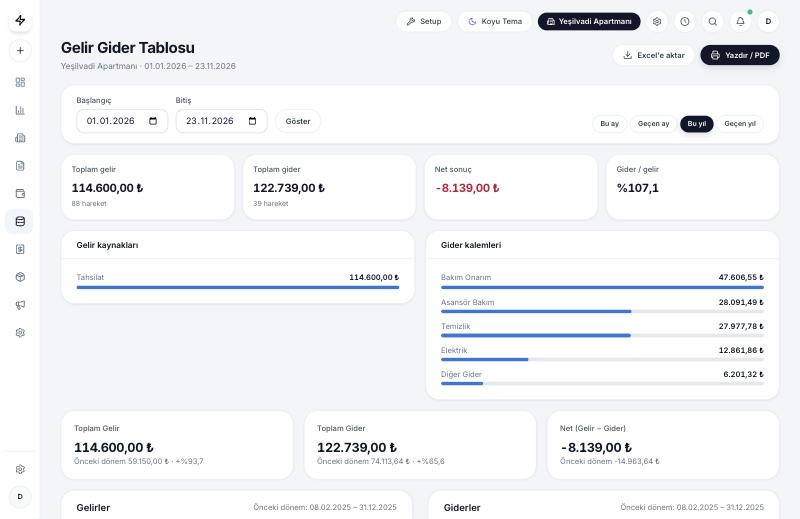 Setup
Koyu Tema
Yeşilvadi Apartmanı
D
Gelir Gider Tablosu
Yeşilvadi Apartmanı · 01.01.2026 – 23.11.2026
Excel'e aktar
Yazdır / PDF
Başlangıç
Bitiş
01.01.2026
23.11.2026
Göster
Bu ay
Geçen ay
Bu yıl
Geçen yıl
Toplam gelir
114.600,00 ₺
88 hareket
Toplam gider
122.739,00 ₺
39 hareket
Net sonuç
-8.139,00 ₺
Gider / gelir
%107,1
Gelir kaynakları
Tahsilat 114.600,00 ₺
Gider kalemleri
Bakım Onarım 47.606,55 ₺
Asansör Bakım 28.091,49 ₺
Temizlik 27.977,78 ₺
Elektrik 12.861,86 ₺
Diğer Gider 6.201,32 ₺
Toplam Gelir
114.600,00 ₺
Önceki dönem 59.150,00 ₺ · +%93,7
Toplam Gider
122.739,00 ₺
Önceki dönem 74.113,64 ₺ · +%65,6
Net (Gelir – Gider)
-8.139,00 ₺
Önceki dönem -14.963,64 ₺
Gelirler Önceki dönem: 08.02.2025 – 31.12.2025
Giderler Önceki dönem: 08.02.2025 – 31.12.2025
D